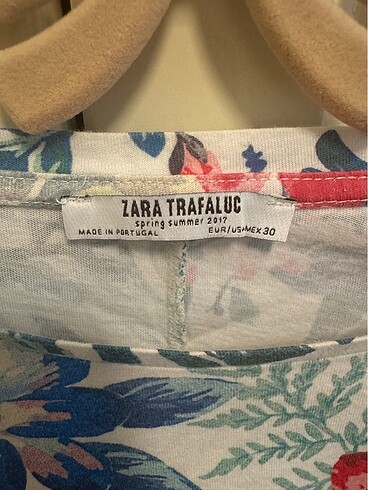 ZARA TRAFALUC
spring summer 2017
MADE IN PORTUGAL EUR/USA MEX 30